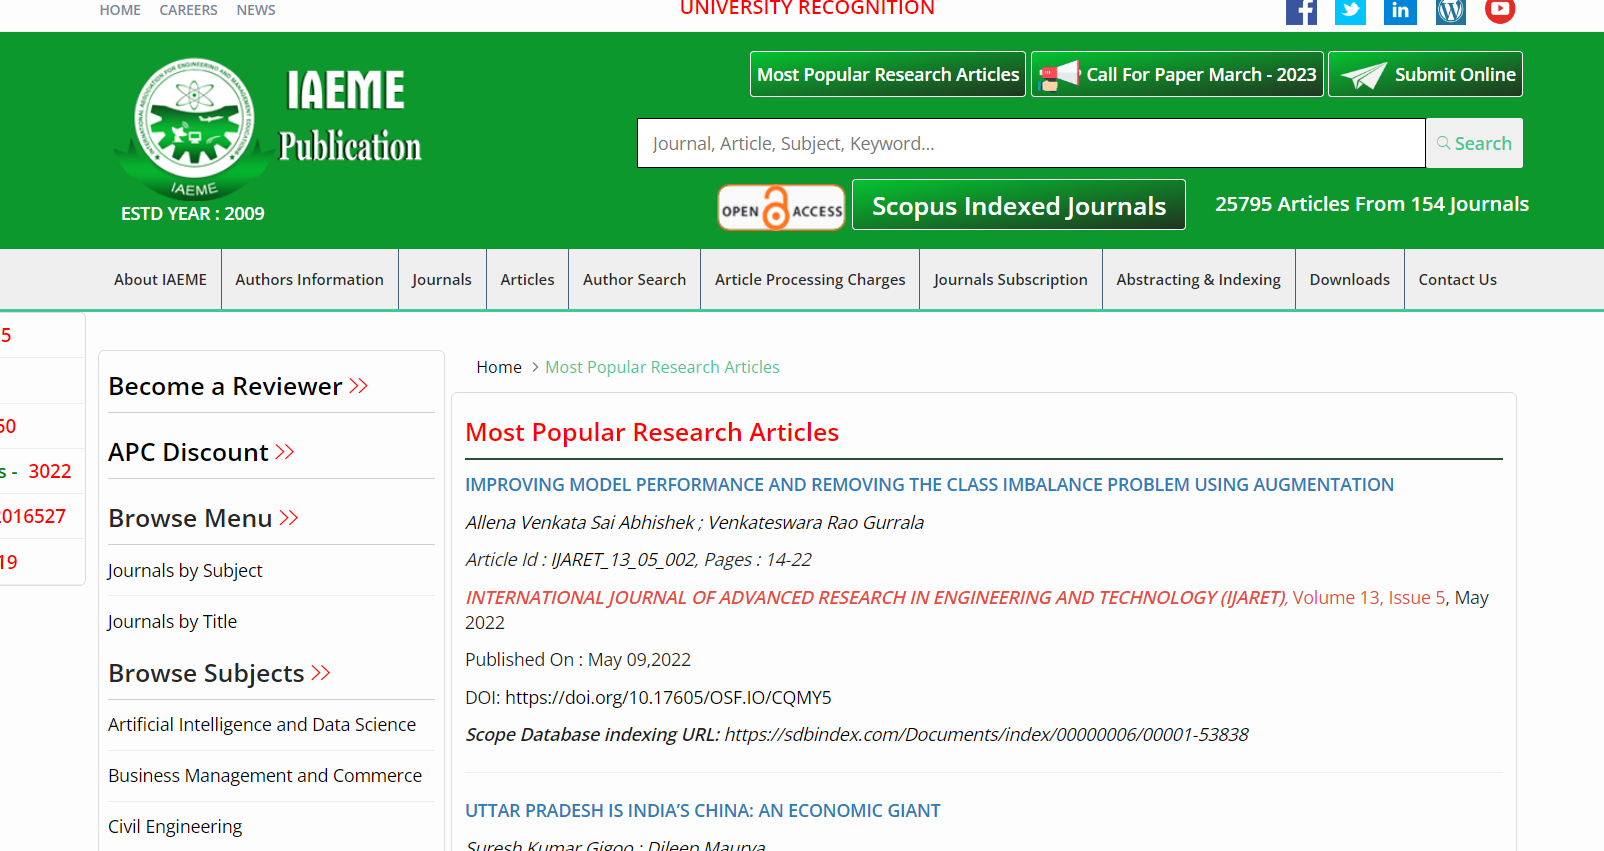 HOME CAREERS NEWS
UNIVERSITY RECOGNITION
IAEME
Publication
IAEME
ESTD YEAR : 2009
Most Popular Research Articles
Call For Paper March - 2023
Submit Online
Journal, Article, Subject, Keyword...
Search
OPEN ACCESS
Scopus Indexed Journals
25795 Articles From 154 Journals
About IAEME Authors Information Journals Articles Author Search Article Processing Charges Journals Subscription Abstracting & Indexing Downloads Contact Us
5
50
s - 3022
2016527
19
Become a Reviewer
APC Discount
Browse Menu
Journals by Subject
Journals by Title
Browse Subjects
Artificial Intelligence and Data Science
Business Management and Commerce
Civil Engineering
Home > Most Popular Research Articles
Most Popular Research Articles
IMPROVING MODEL PERFORMANCE AND REMOVING THE CLASS IMBALANCE PROBLEM USING AUGMENTATION
Allena Venkata Sai Abhishek ; Venkateswara Rao Gurrala
Article Id : IJARET_13_05_002, Pages : 14-22
INTERNATIONAL JOURNAL OF ADVANCED RESEARCH IN ENGINEERING AND TECHNOLOGY (IJARET), Volume 13, Issue 5, May
2022
Published On : May 09,2022
DOI: https://doi.org/10.17605/OSF.IO/CQMY5
Scope Database indexing URL: https://sdbindex.com/Documents/index/00000006/00001-53838
UTTAR PRADESH IS INDIA’S CHINA: AN ECONOMIC GIANT
Suresh Kumar Gigoo ; Dileep Maurya